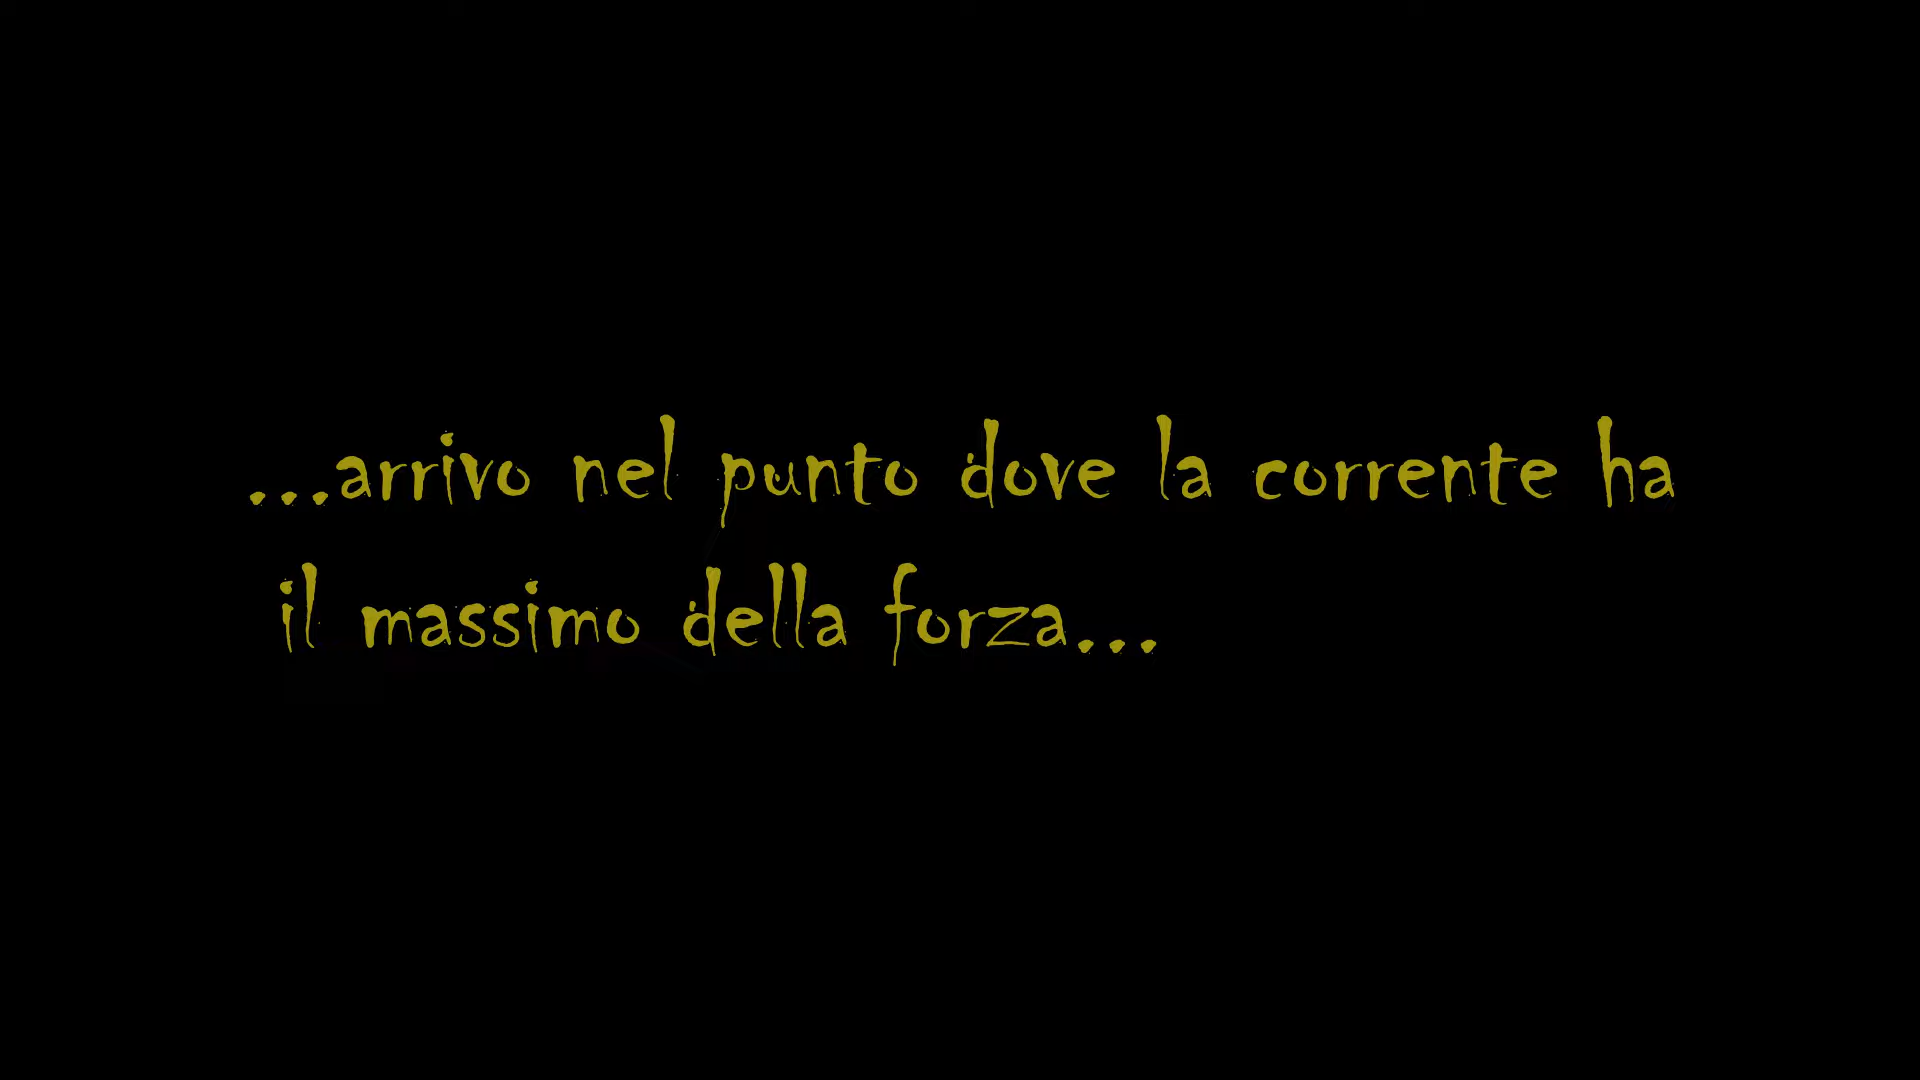 ...arrivo nel punto dove la corrente ha
il massimo della forza...